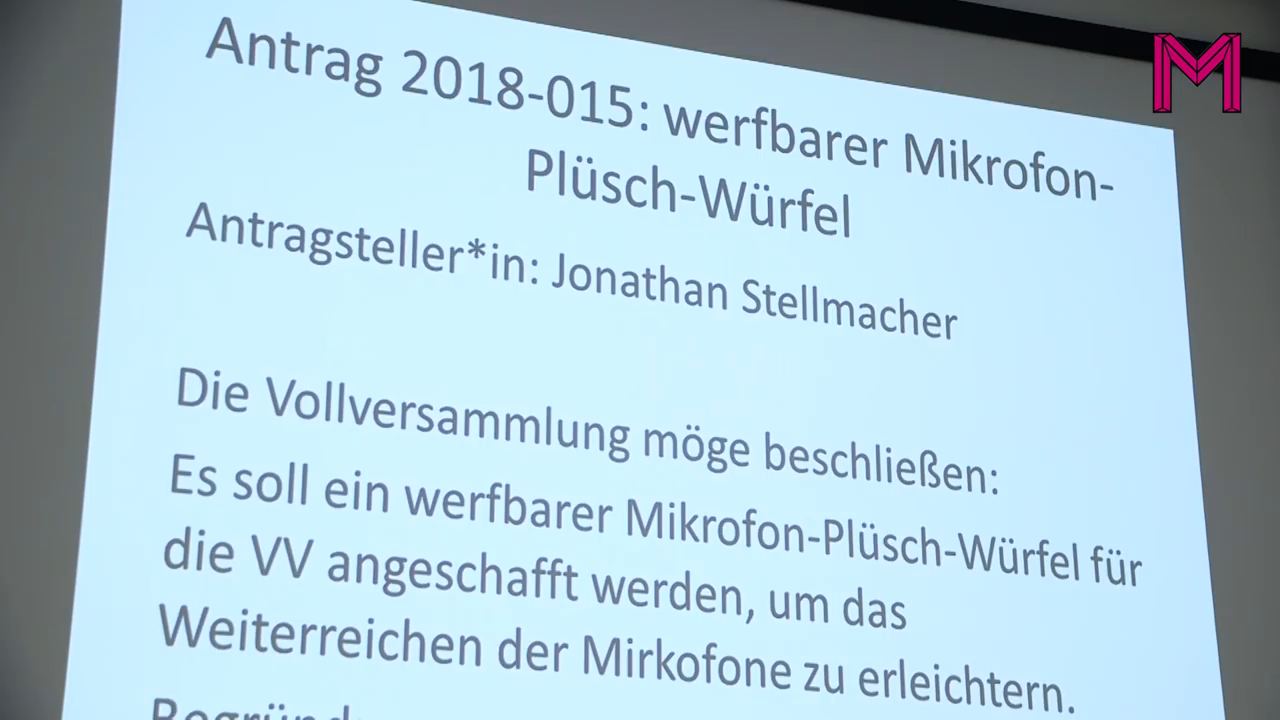 Antrag 2018-015: werfbarer Mikrofon-
Plüsch-Würfel
Antragsteller*in: Jonathan Stellmacher
Die Vollversammlung möge beschließen:
Es soll ein werfbarer Mikrofon-Plüsch-Würfel für
die VV angeschafft werden, um das
Weiterreichen der Mirkofone zu erleichtern.
M